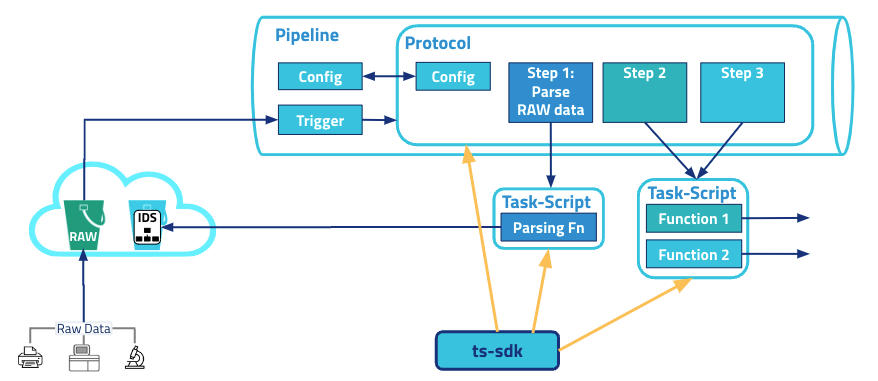 Pipeline
Protocol
Config
Config
Trigger
Step 1:
Parse
RAW data
Step 2
Step 3
Task-Script
Parsing Fn
Task-Script
Function 1
Function 2
RAW
IDS
Raw Data
ts-sdk